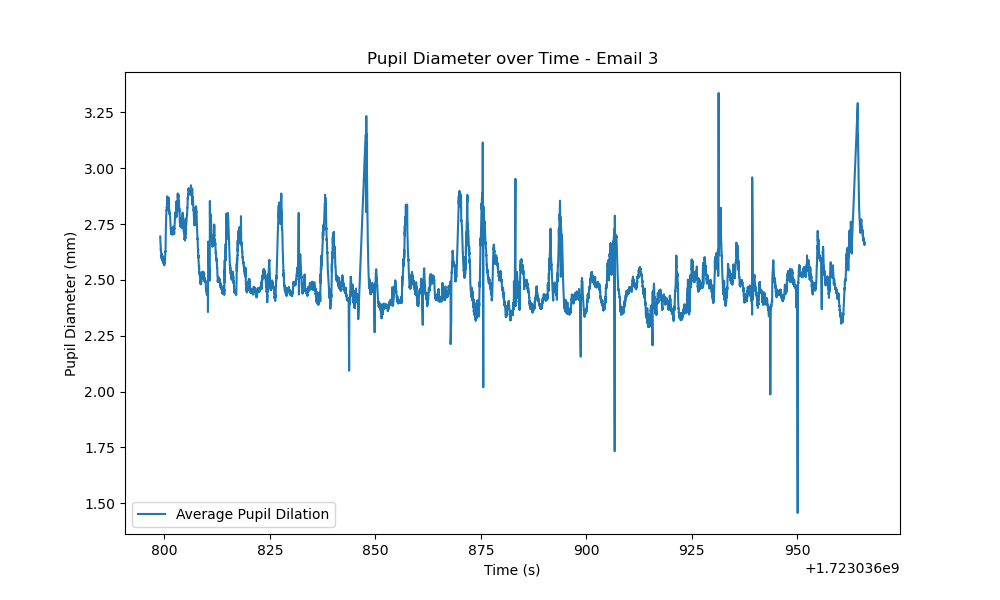 Pupil Diameter over Time - Email 3
Pupil Diameter (mm)
3.25
3.00
2.75
2.50
2.25
2.00
1.75
1.50
Average Pupil Dilation
800 825 850 875 900 925 950
Time (s)
+1.723036e9